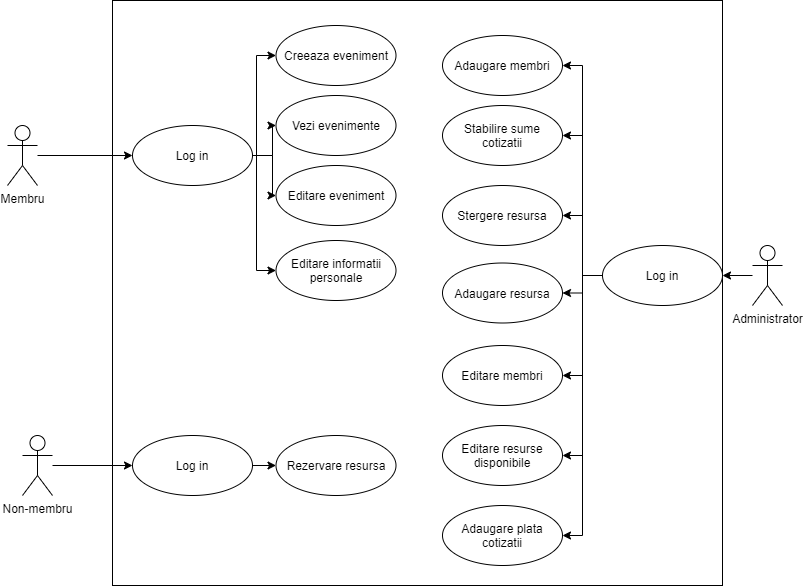 Creeaza eveniment
Vezi evenimente
Log in
Membru
Editare eveniment
Editare informatii
personale
Log in
Non-membru
Rezervare resursa
Adaugare membri
Stabilire sume
cotizatii
Stergere resursa
Adaugare resursa
Editare membri
Editare resurse
disponibile
Adaugare plata
cotizatii
Log in
Administrator